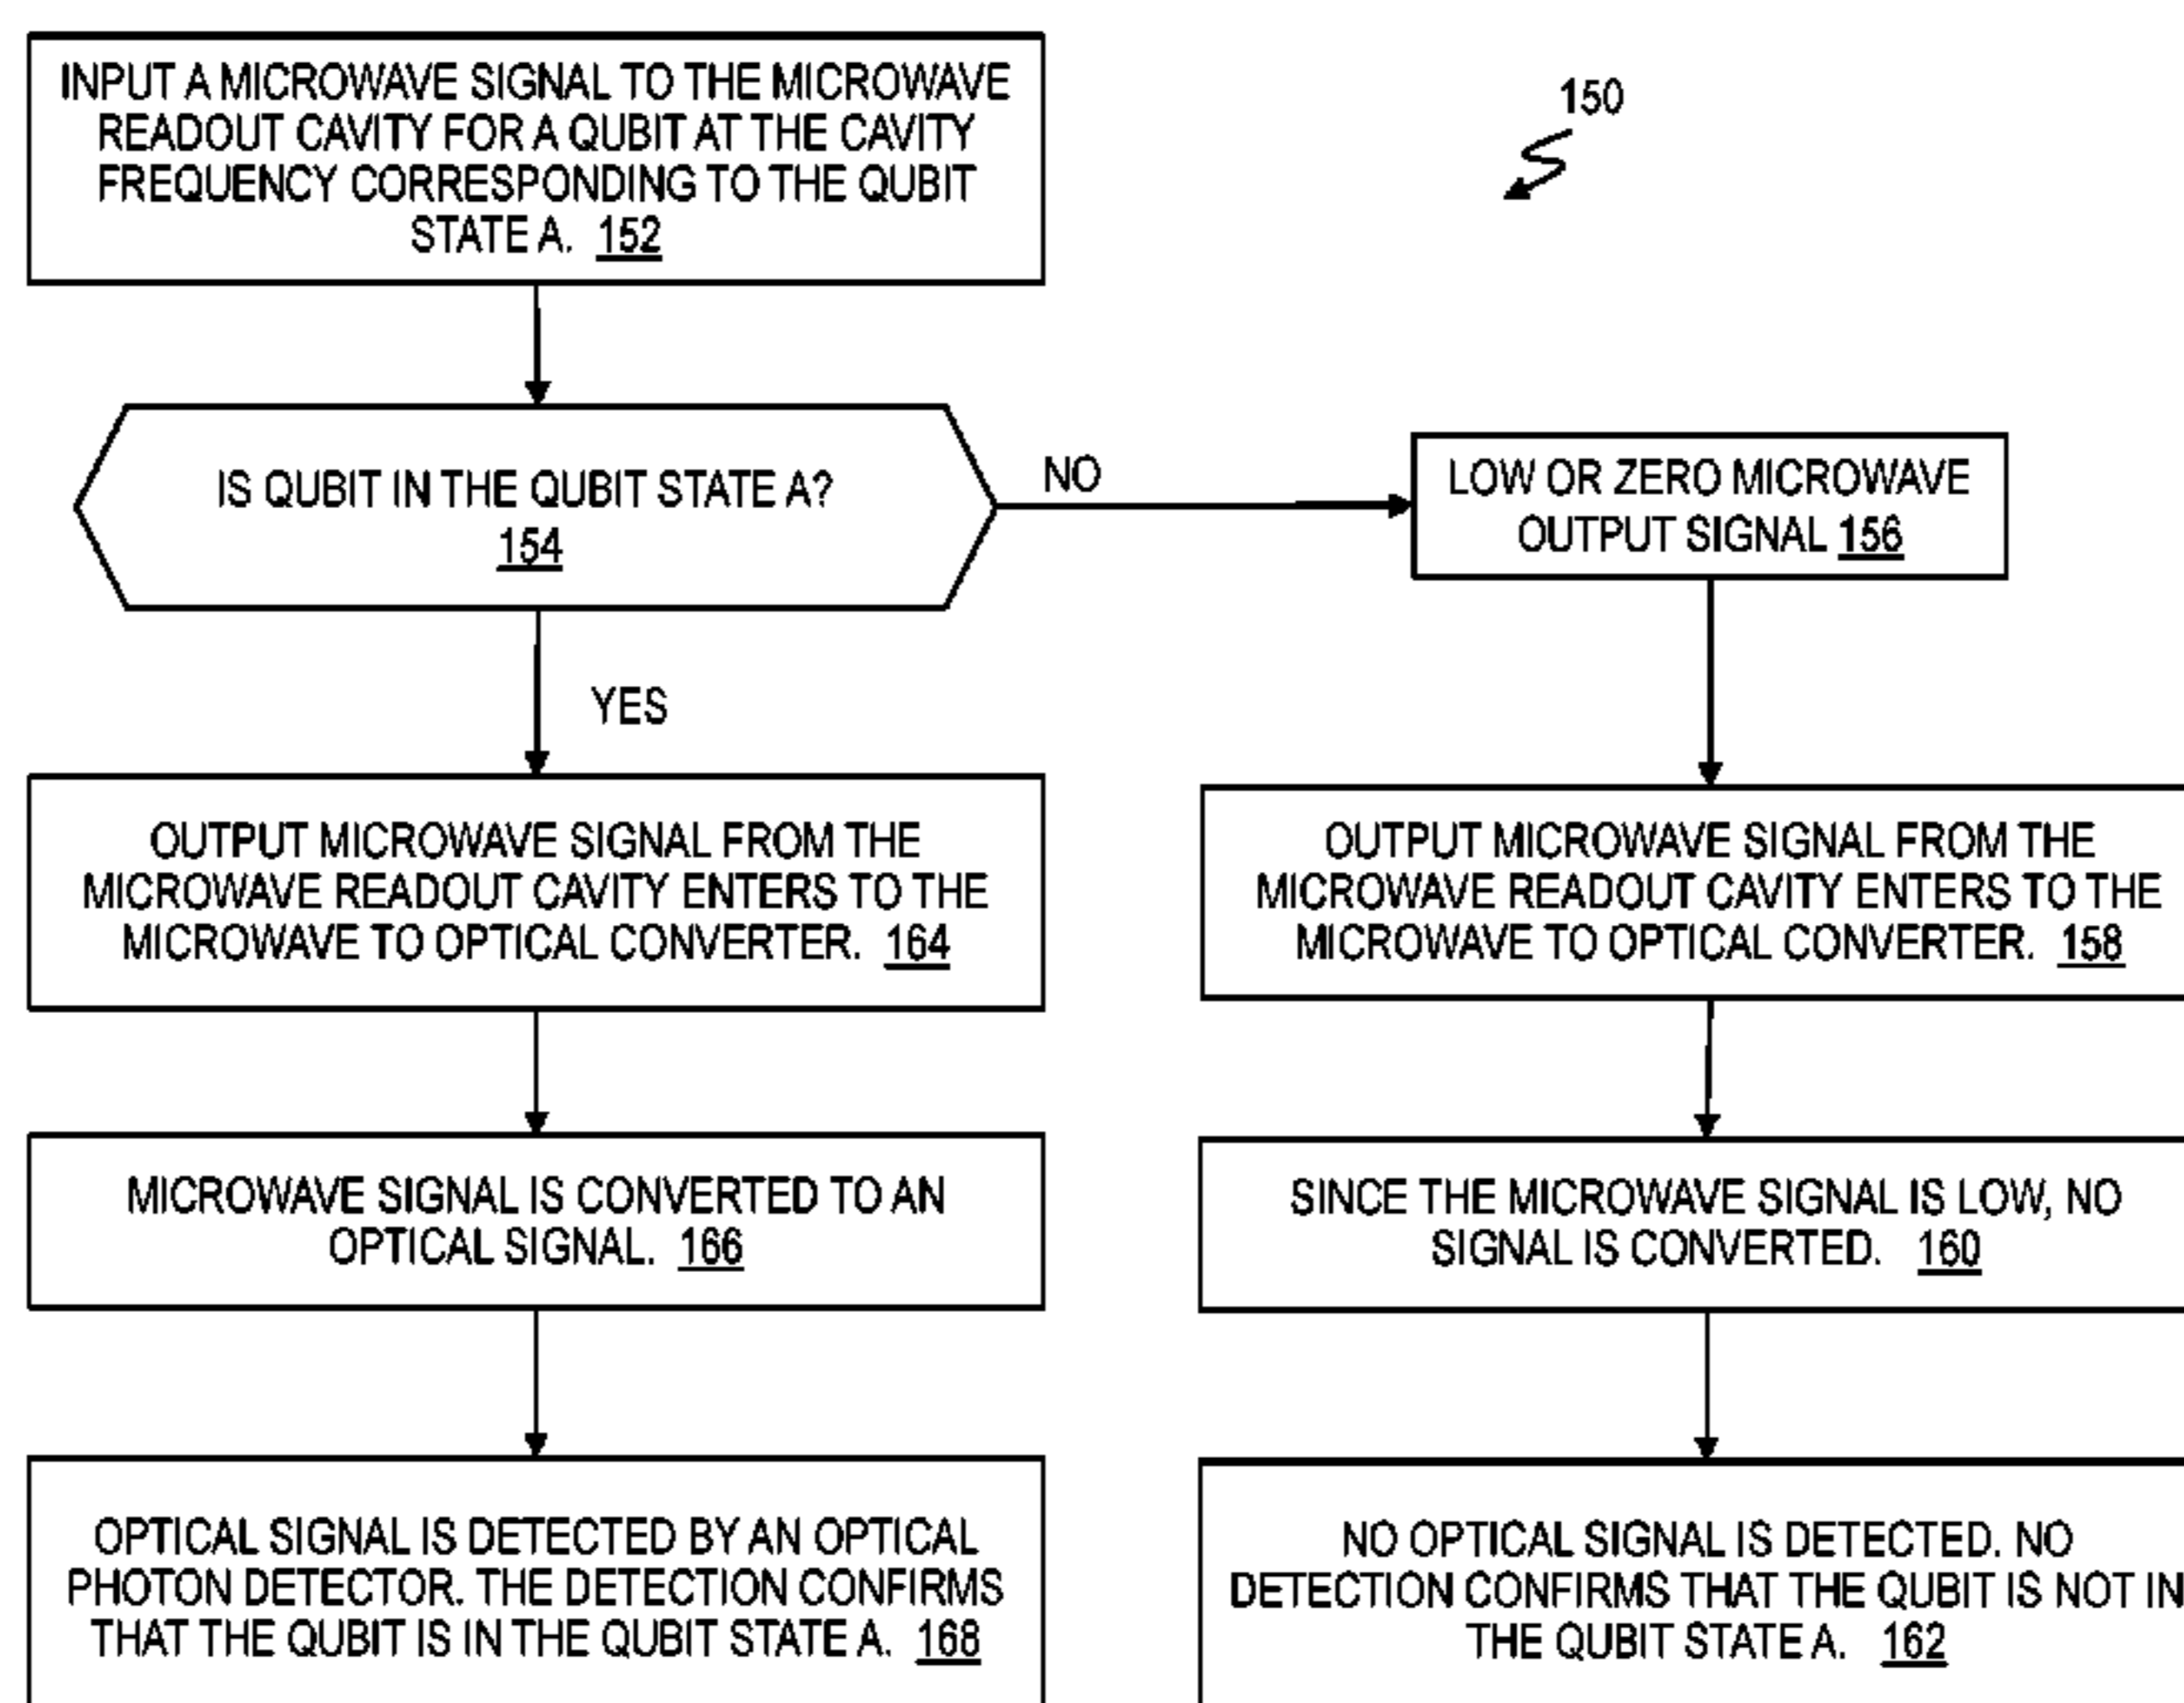 INPUT A MICROWAVE SIGNAL TO THE MICROWAVE
READOUT CAVITY FOR A QUBIT AT THE CAVITY
FREQUENCY CORRESPONDING TO THE QUBIT
STATE A. 152
150
IS QUBIT IN THE QUBIT STATE A?
154
NO
LOW OR ZERO MICROWAVE
OUTPUT SIGNAL 156
YES
OUTPUT MICROWAVE SIGNAL FROM THE
MICROWAVE READOUT CAVITY ENTERS TO THE
MICROWAVE TO OPTICAL CONVERTER. 164
OUTPUT MICROWAVE SIGNAL FROM THE
MICROWAVE READOUT CAVITY ENTERS TO THE
MICROWAVE TO OPTICAL CONVERTER. 158
MICROWAVE SIGNAL IS CONVERTED TO AN
OPTICAL SIGNAL. 166
SINCE THE MICROWAVE SIGNAL IS LOW, NO
SIGNAL IS CONVERTED. 160
OPTICAL SIGNAL IS DETECTED BY AN OPTICAL
PHOTON DETECTOR. THE DETECTION CONFIRMS
THAT THE QUBIT IS IN THE QUBIT STATE A. 168
NO OPTICAL SIGNAL IS DETECTED. NO
DETECTION CONFIRMS THAT THE QUBIT IS NOT IN
THE QUBIT STATE A. 162